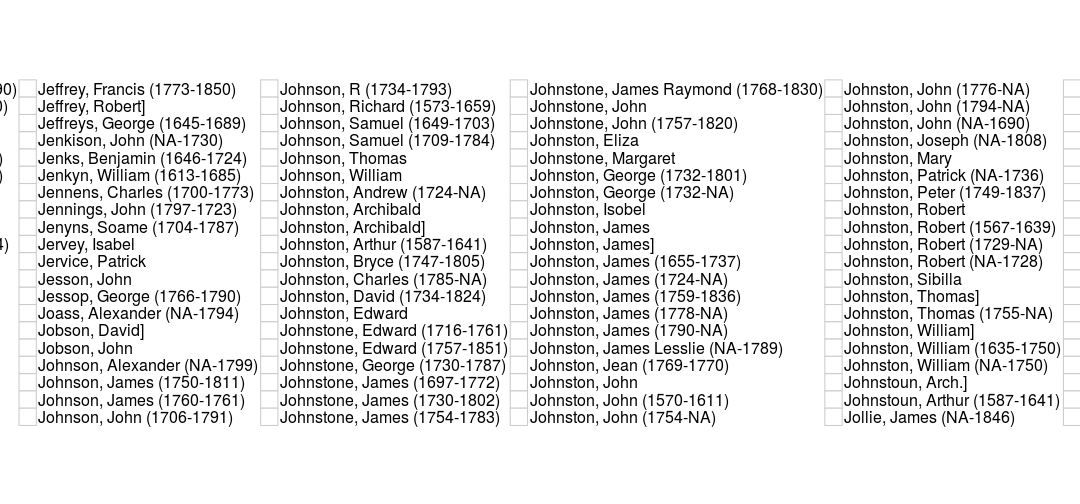 90)
0)
)
)
4)
Jeffrey, Francis (1773-1850)
Jeffrey, Robert]
Jeffreys, George (1645-1689)
Jenkison, John (NA-1730)
Jenks, Benjamin (1646-1724)
Jenkyn, William (1613-1685)
Jennens, Charles (1700-1773)
Jennings, John (1797-1723)
Jenyns, Soame (1704-1787)
Jervey, Isabel
Jervice, Patrick
Jesson, John
Jessop, George (1766-1790)
Joass, Alexander (NA-1794)
Jobson, David]
Jobson, John
Johnson, Alexander (NA-1799)
Johnson, James (1750-1811)
Johnson, James (1760-1761)
Johnson, John (1706-1791)
Johnson, R (1734-1793)
Johnson, Richard (1573-1659)
Johnson, Samuel (1649-1703)
Johnson, Samuel (1709-1784)
Johnson, Thomas
Johnson, William
Johnston, Andrew (1724-NA)
Johnston, Archibald
Johnston, Archibald]
Johnston, Arthur (1587-1641)
Johnston, Bryce (1747-1805)
Johnston, Charles (1785-NA)
Johnston, David (1734-1824)
Johnston, Edward
Johnstone, Edward (1716-1761)
Johnstone, Edward (1757-1851)
Johnstone, George (1730-1787)
Johnstone, James (1697-1772)
Johnstone, James (1730-1802)
Johnstone, James (1754-1783)
Johnstone, James Raymond (1768-1830)
Johnstone, John
Johnstone, John (1757-1820)
Johnston, Eliza
Johnstone, Margaret
Johnston, George (1732-1801)
Johnston, George (1732-NA)
Johnston, Isobel
Johnston, James
Johnston, James]
Johnston, James (1655-1737)
Johnston, James (1724-NA)
Johnston, James (1759-1836)
Johnston, James (1778-NA)
Johnston, James (1790-NA)
Johnston, James Lesslie (NA-1789)
Johnston, Jean (1769-1770)
Johnston, John
Johnston, John (1570-1611)
Johnston, John (1754-NA)
Johnston, John (1776-NA)
Johnston, John (1794-NA)
Johnston, John (NA-1690)
Johnston, Joseph (NA-1808)
Johnston, Mary
Johnston, Patrick (NA-1736)
Johnston, Peter (1749-1837)
Johnston, Robert
Johnston, Robert (1567-1639)
Johnston, Robert (1729-NA)
Johnston, Robert (NA-1728)
Johnston, Sibilla
Johnston, Thomas]
Johnston, Thomas (1755-NA)
Johnston, William]
Johnston, William (1635-1750)
Johnston, William (NA-1750)
Johnstoun, Arch.]
Johnstoun, Arthur (1587-1641)
Jollie, James (NA-1846)